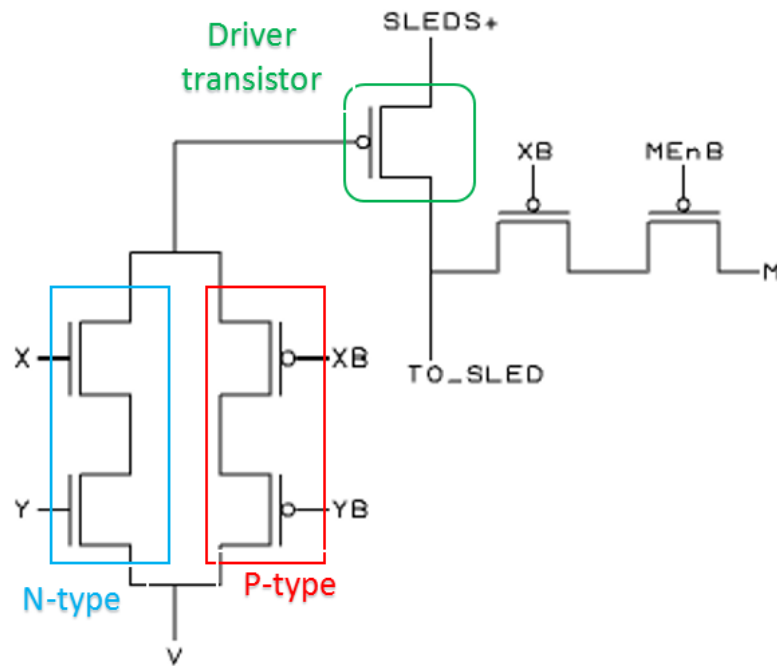 SLEDS+
Driver
transistor
XB
MEnB
M
X
XB
TO_SLED
Y
YB
N-type
P-type
V